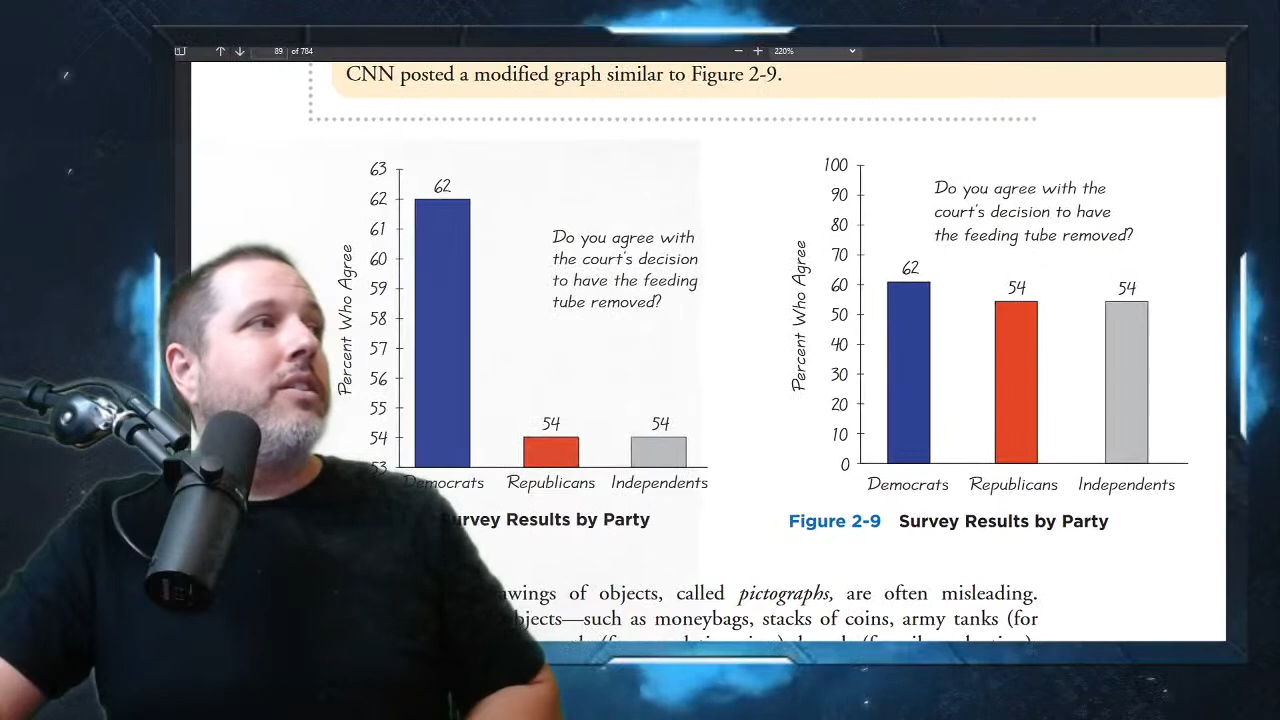 89 of 784
220%
CNN posted a modified graph similar to Figure 2-9.
63
62
61
60
59
58
57
56
55
54
53
Percent Who Agree
62
54
54
Do you agree with
the court's decision
to have the feeding
tube removed?
Democrats Republicans Independents
Survey Results by Party
100
90
80
70
60
50
40
30
20
10
0
Percent Who Agree
62
54
54
Do you agree with the
court's decision to have
the feeding tube removed?
Democrats Republicans Independents
Figure 2-9 Survey Results by Party
of objects, called pictographs, are often misleading.
such as moneybags, stacks of coins, army tanks (for